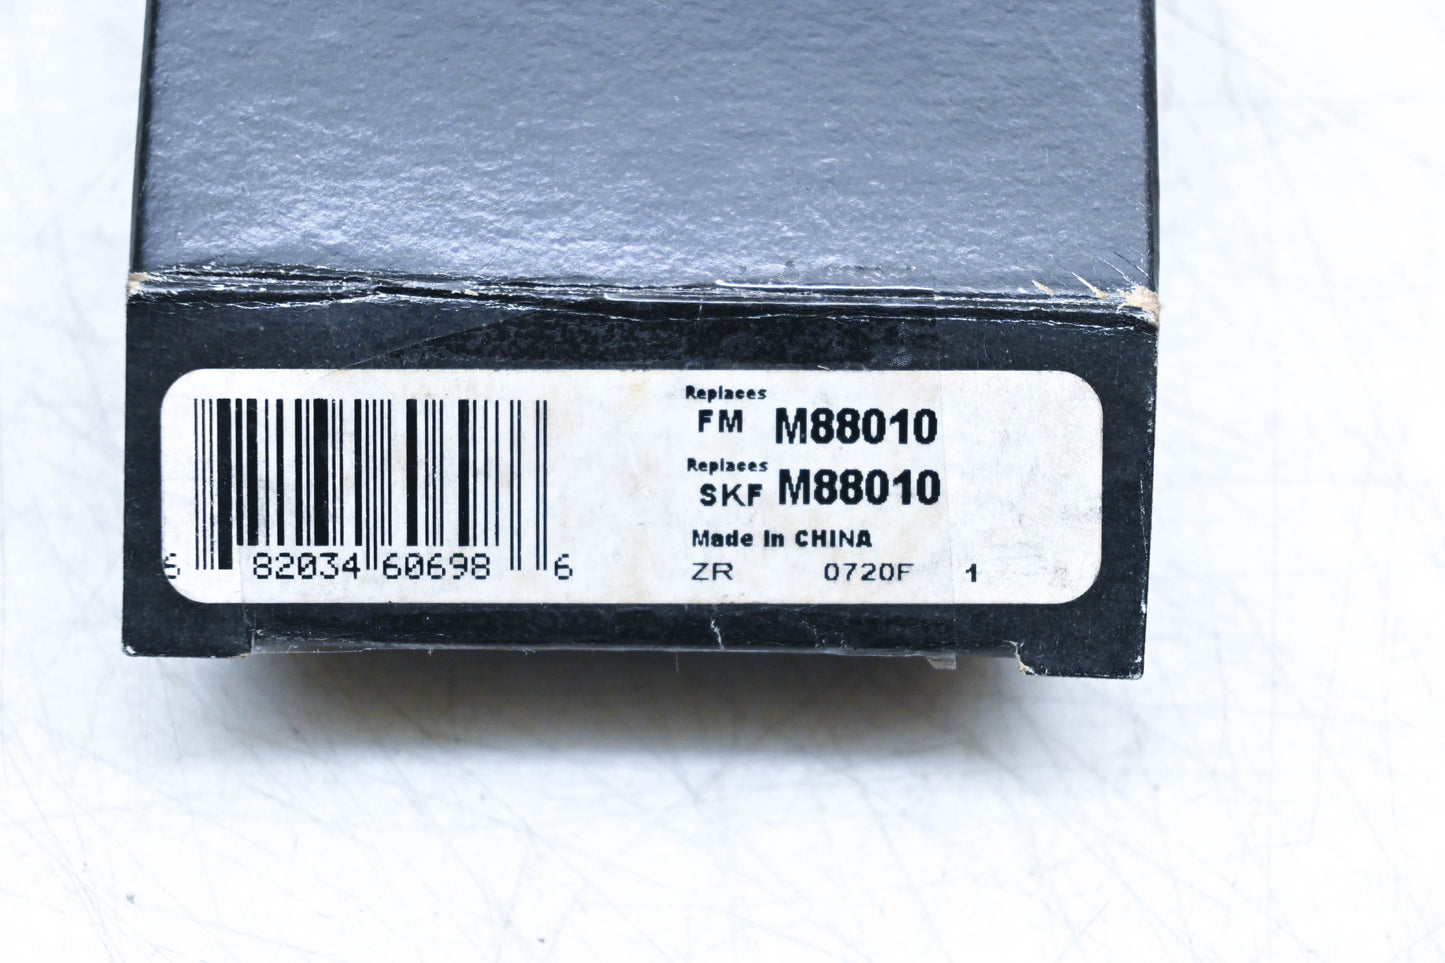 Replaces
FM M88010
Replaces
SKF M88010
Made In CHINA
ZR 0720F 1
6 82034 60698 6